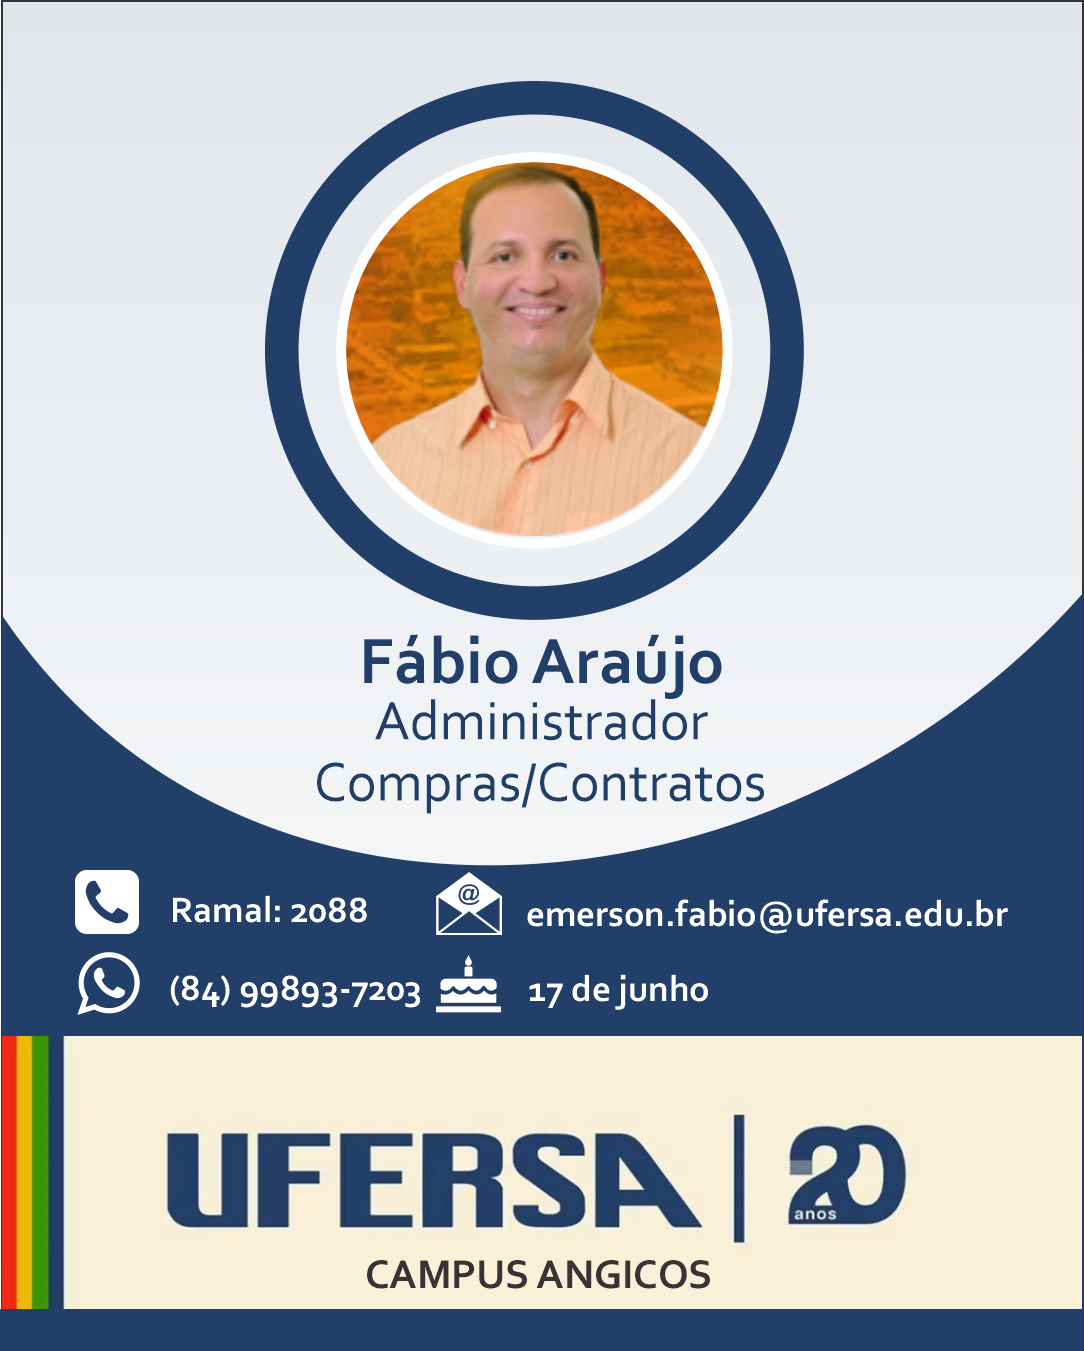 Fábio Araújo
Administrador
Compras/Contratos
Ramal: 2088
@
emerson.fabio@ufersa.edu.br
(84) 99893-7203
17 de junho
UFERSA | 20
anos
CAMPUS ANGICOS